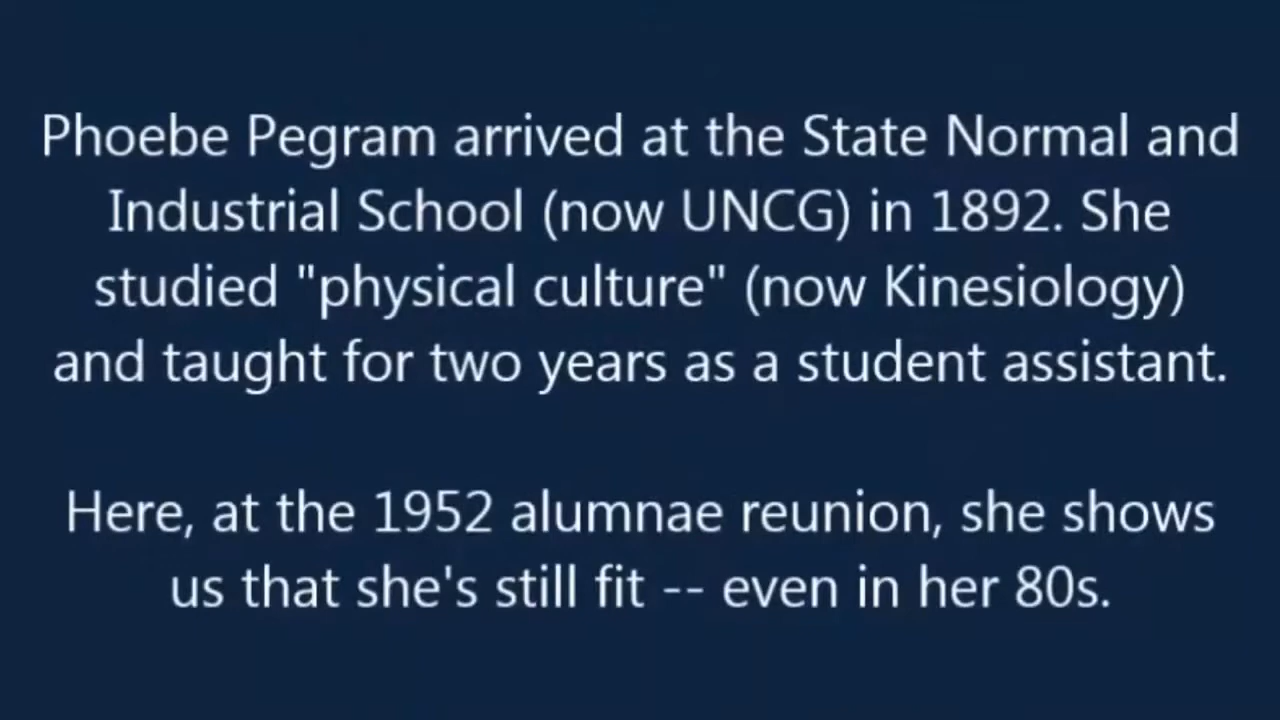 Phoebe Pegram arrived at the State Normal and
Industrial School (now UNCG) in 1892. She
studied "physical culture" (now Kinesiology)
and taught for two years as a student assistant.
Here, at the 1952 alumnae reunion, she shows
us that she's still fit -- even in her 80s.